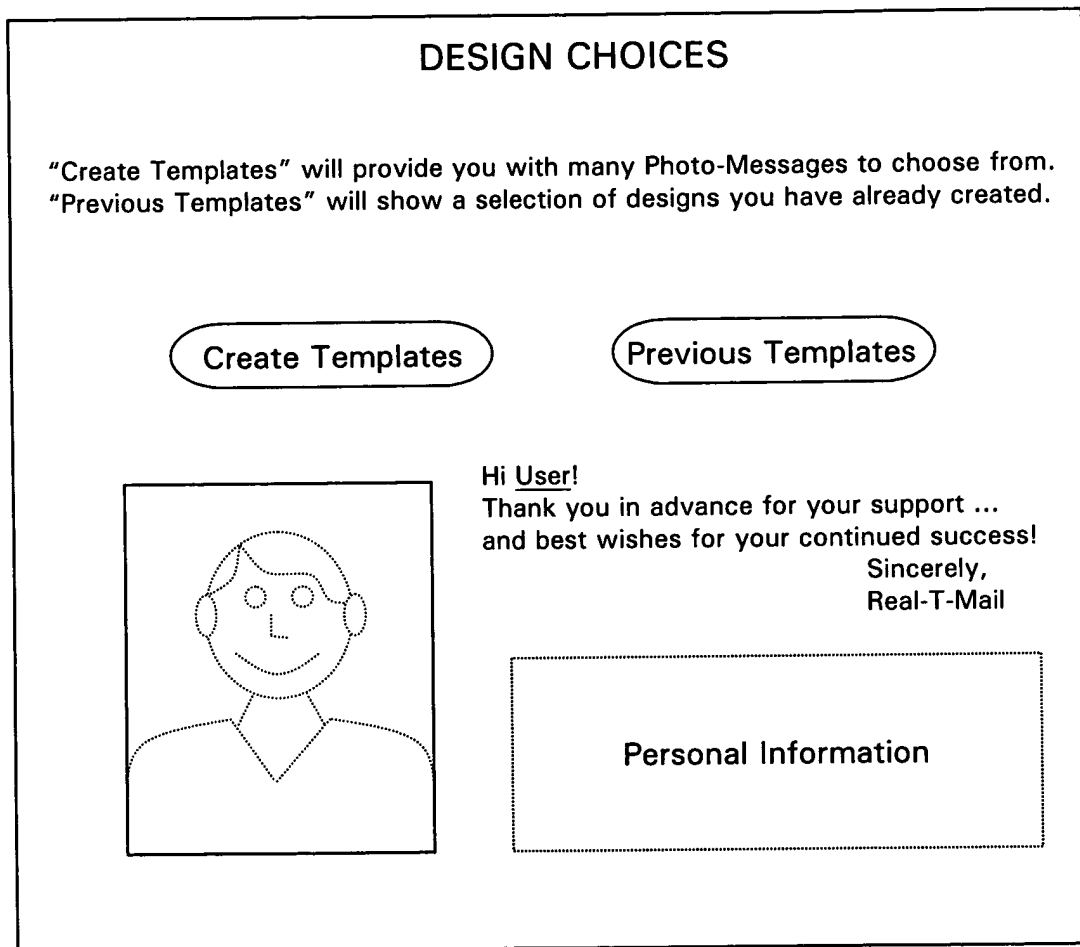 DESIGN CHOICES
"Create Templates" will provide you with many Photo-Messages to choose from.
"Previous Templates" will show a selection of designs you have already created.
Create Templates
Previous Templates
Hi User!
Thank you in advance for your support ...
and best wishes for your continued success!
Sincerely,
Real-T-Mail
Personal Information